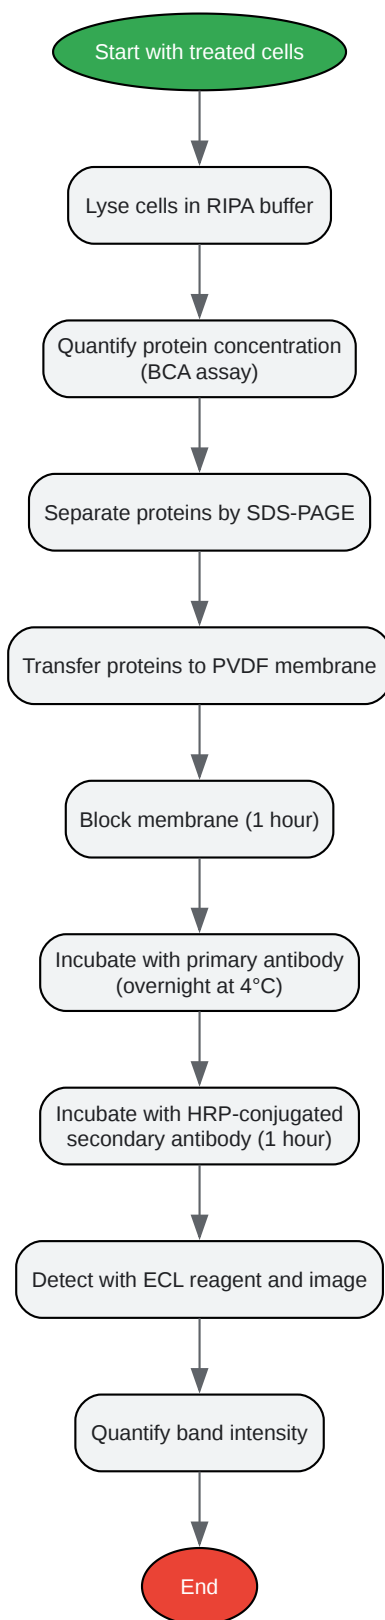 Start with treated cells
Lyse cells in RIPA buffer
Quantify protein concentration
(BCA assay)
Separate proteins by SDS-PAGE
Transfer proteins to PVDF membrane
Block membrane (1 hour)
Incubate with primary antibody
(overnight at 4°C)
Incubate with HRP-conjugated
secondary antibody (1 hour)
Detect with ECL reagent and image
Quantify band intensity
End